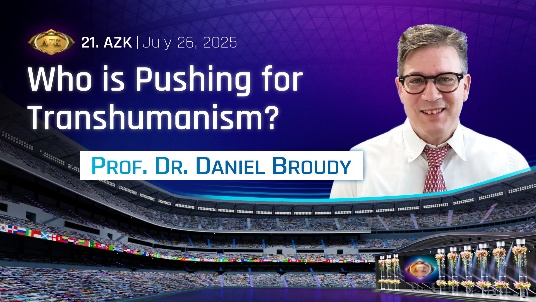 21. AZK | July 26, 2025
Who is Pushing for
Transhumanism?
PROF. DR. DANIEL BROUDY